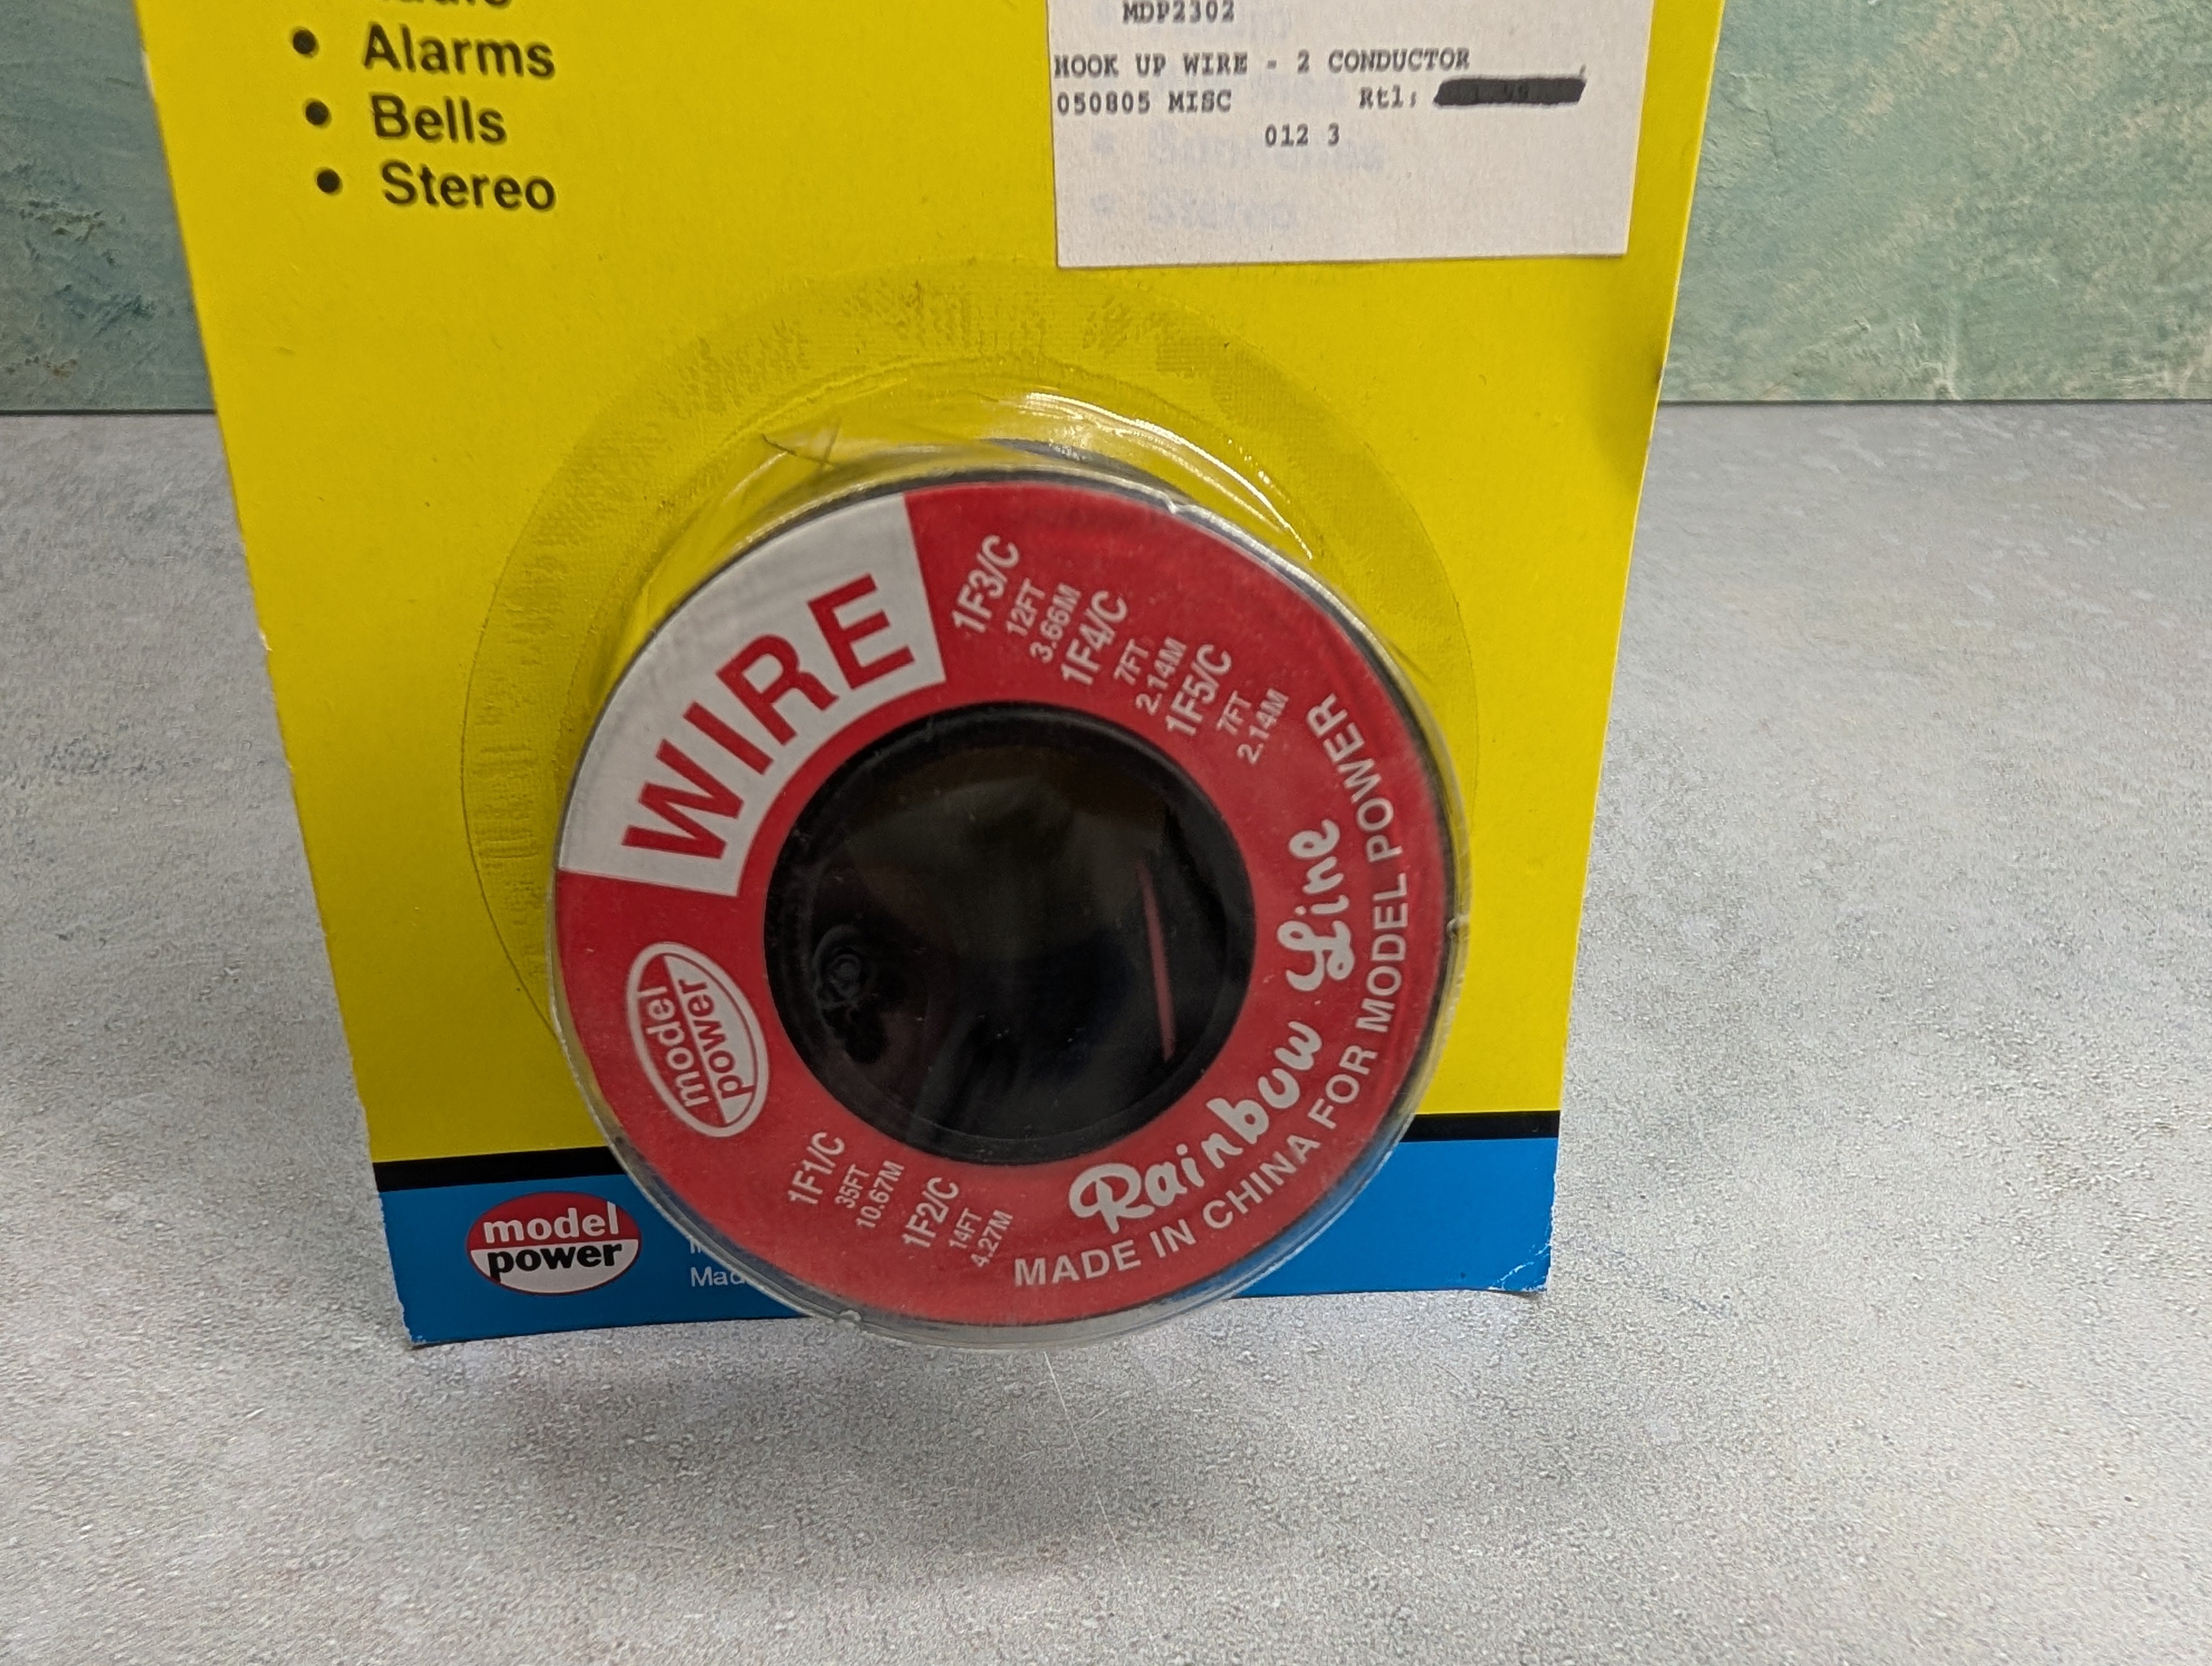 • Alarms
• Bells
• Stereo
MDP2302
HOOK UP WIRE - 2 CONDUCTOR
050805 MISC Rtl:
012 3
WIRE
1F3/C
12FT
3.66M
1F4/C
7FT
2.14M
1F5/C
7FT
2.14M
model
power
1F1/C
35FT
10.67M
1F2/C
14FT
4.27M
Rainbow Line
MADE IN CHINA FOR MODEL POWER
model
power